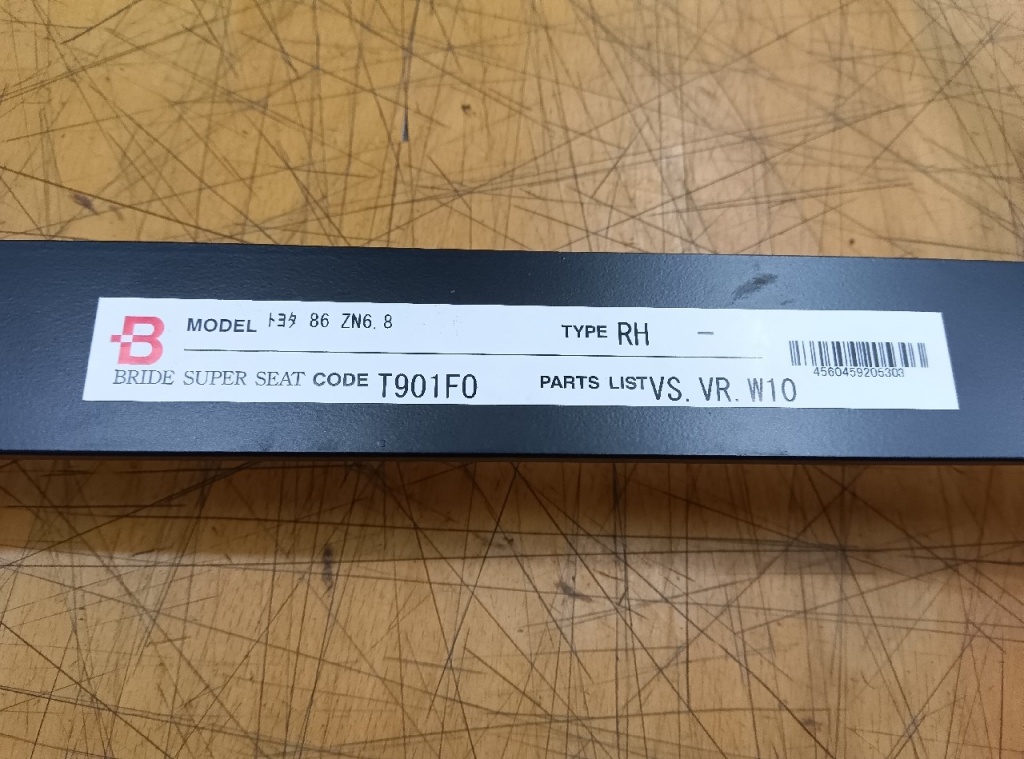 B MODEL ﾄﾖﾀ 86 ZN6.8 TYPE RH -
BRIDE SUPER SEAT CODE T901F0 PARTS LIST VS. VR. W10
4560459205303